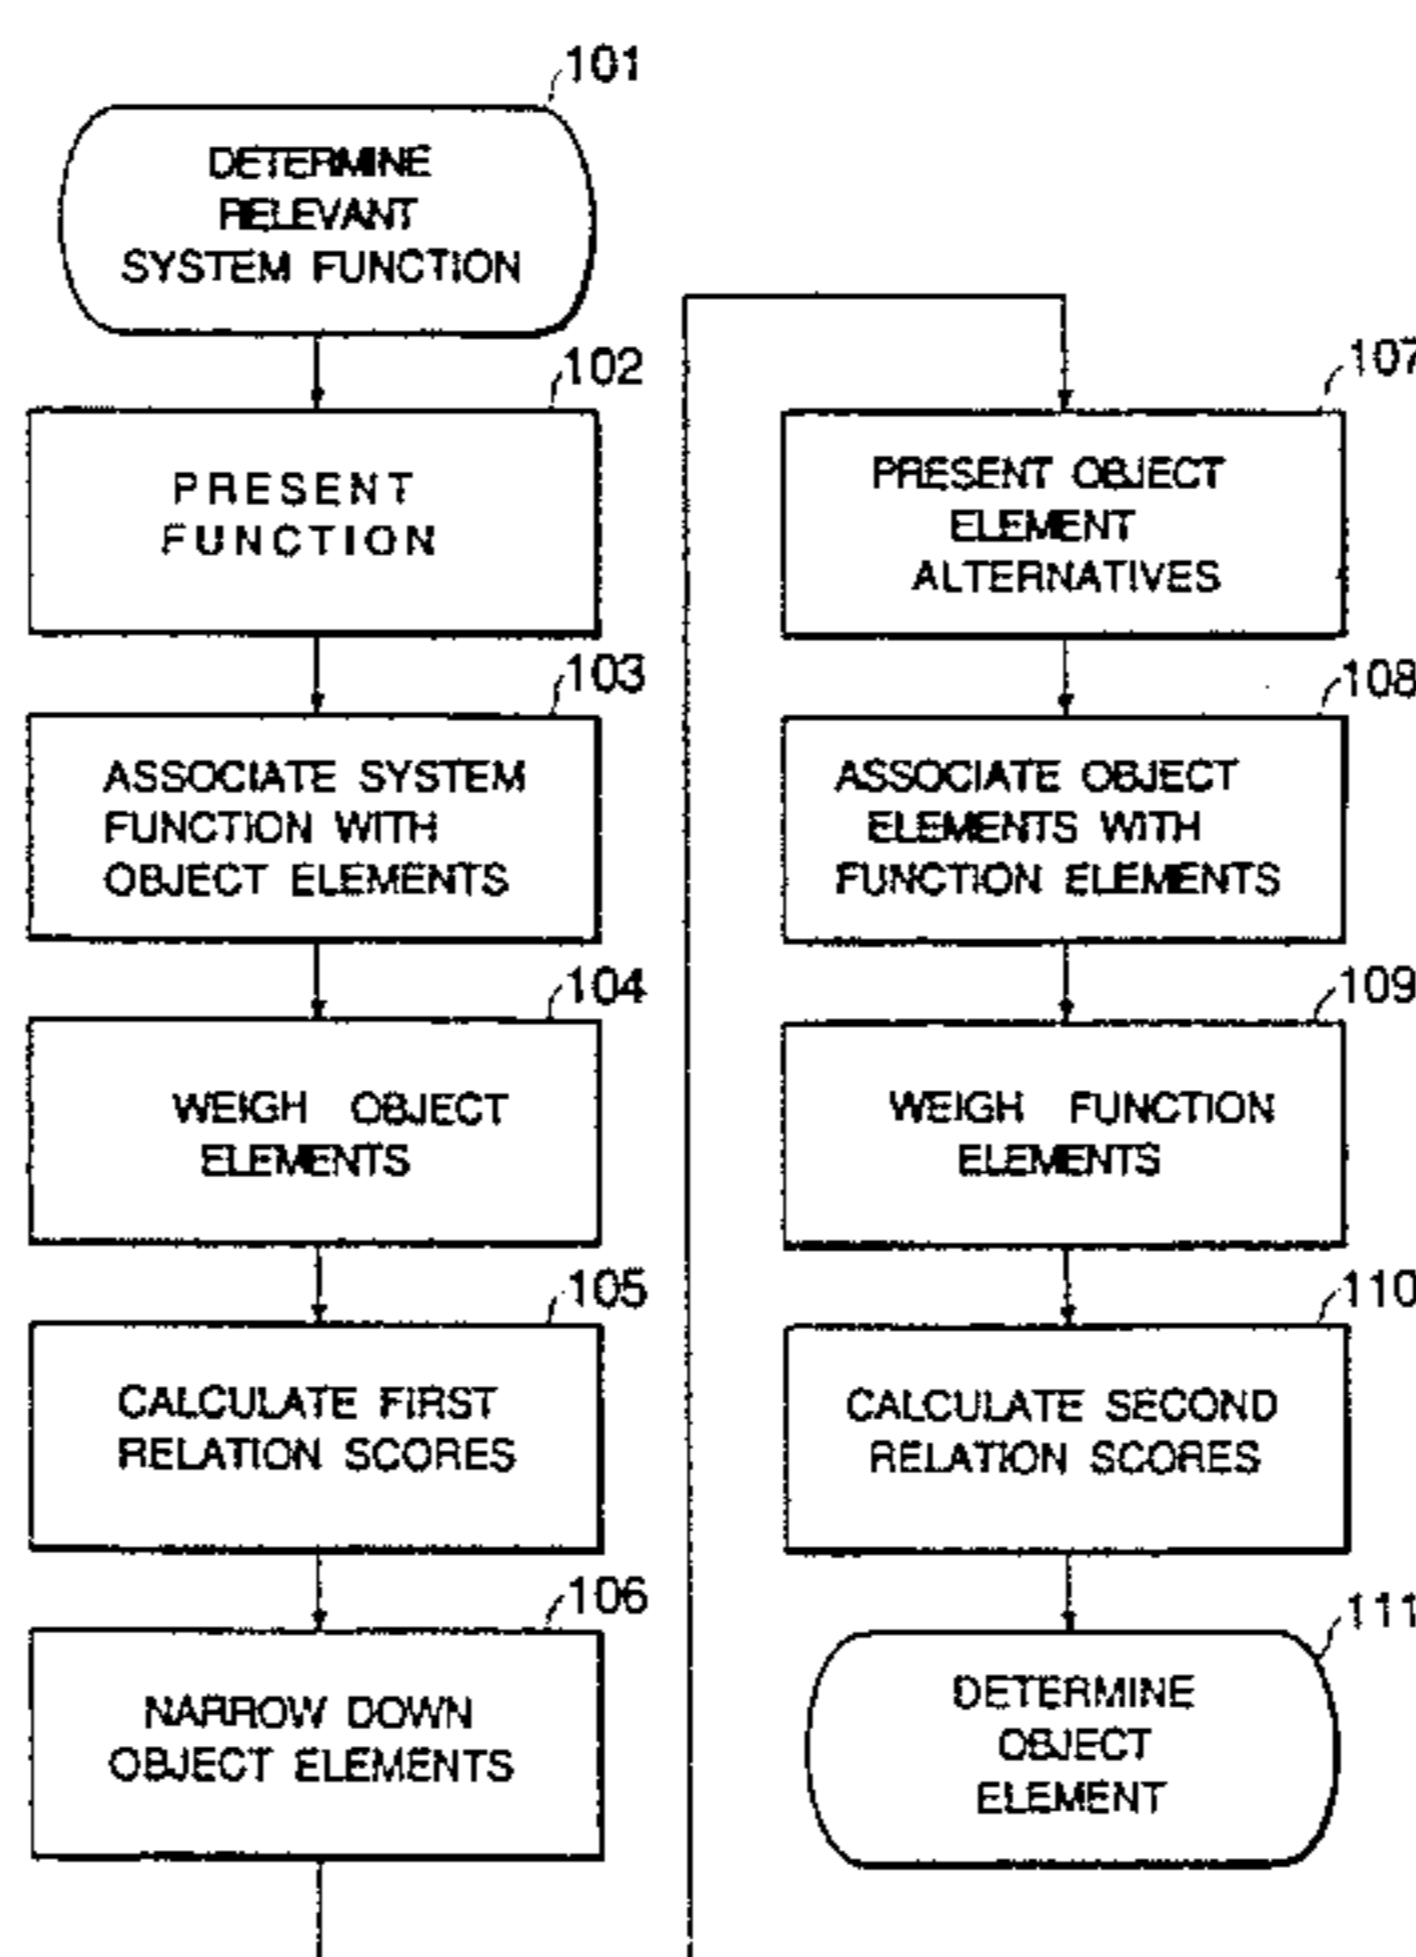 101
DETERMINE
RELEVANT
SYSTEM FUNCTION
102
PRESENT
FUNCTION
103
ASSOCIATE SYSTEM
FUNCTION WITH
OBJECT ELEMENTS
104
WEIGH OBJECT
ELEMENTS
105
CALCULATE FIRST
RELATION SCORES
106
NARROW DOWN
OBJECT ELEMENTS
107
PRESENT OBJECT
ELEMENT
ALTERNATIVES
108
ASSOCIATE OBJECT
ELEMENTS WITH
FUNCTION ELEMENTS
109
WEIGH FUNCTION
ELEMENTS
110
CALCULATE SECOND
RELATION SCORES
111
DETERMINE
OBJECT
ELEMENT